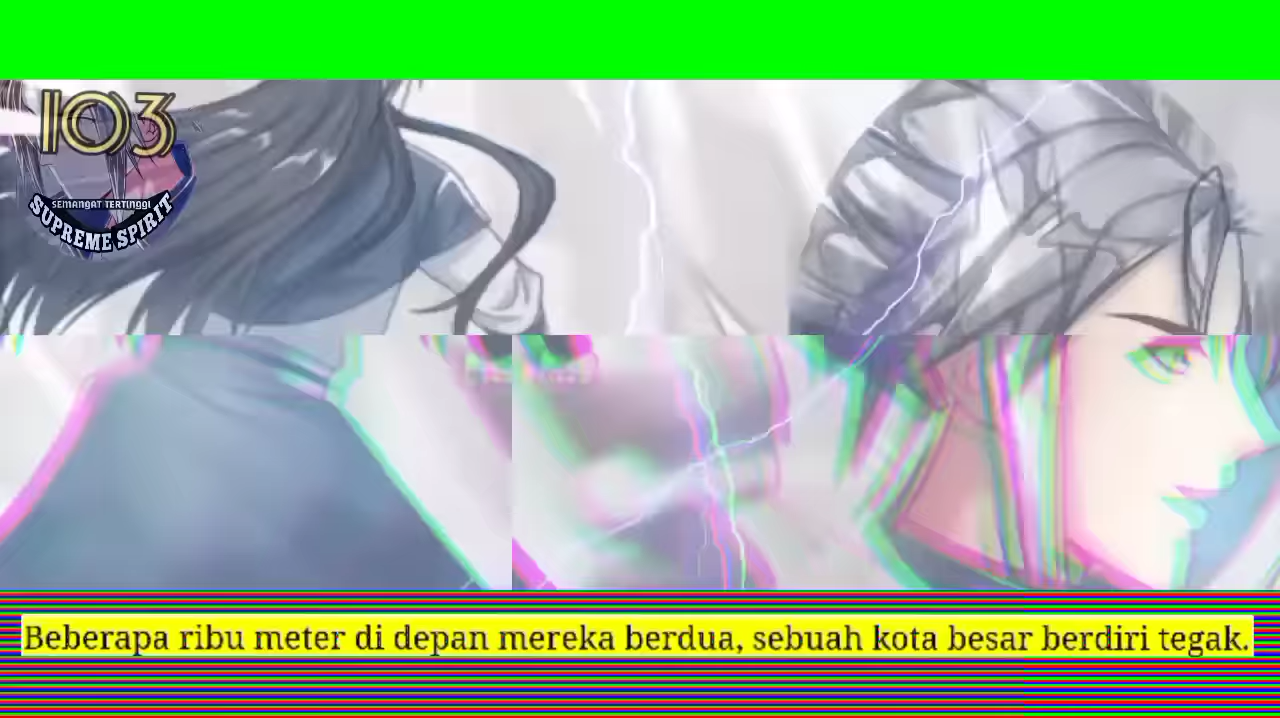 103
SEMANGAT TERTINGGI
SUPREME SPIRIT
Beberapa ribu meter di depan mereka berdua, sebuah kota besar berdiri tegak.